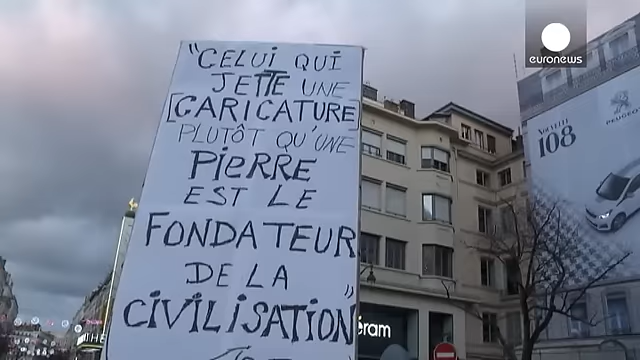 euronews
"CELUI QUI
JETTE UNE
[CARICATURE]
PLUTÔT QU'UNE
PIERRE
EST LE
FONDATEUR
DE LA
CIVILISATION"
NOUVELLE
108
PEUGEOT
éram